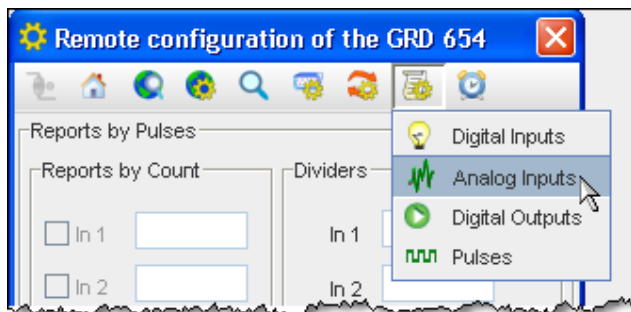 Remote configuration of the GRD 654
Reports by Pulses
Reports by Count
Dividers
In 1
In 1
In 2
In 2
Digital Inputs
Analog Inputs
Digital Outputs
Pulses